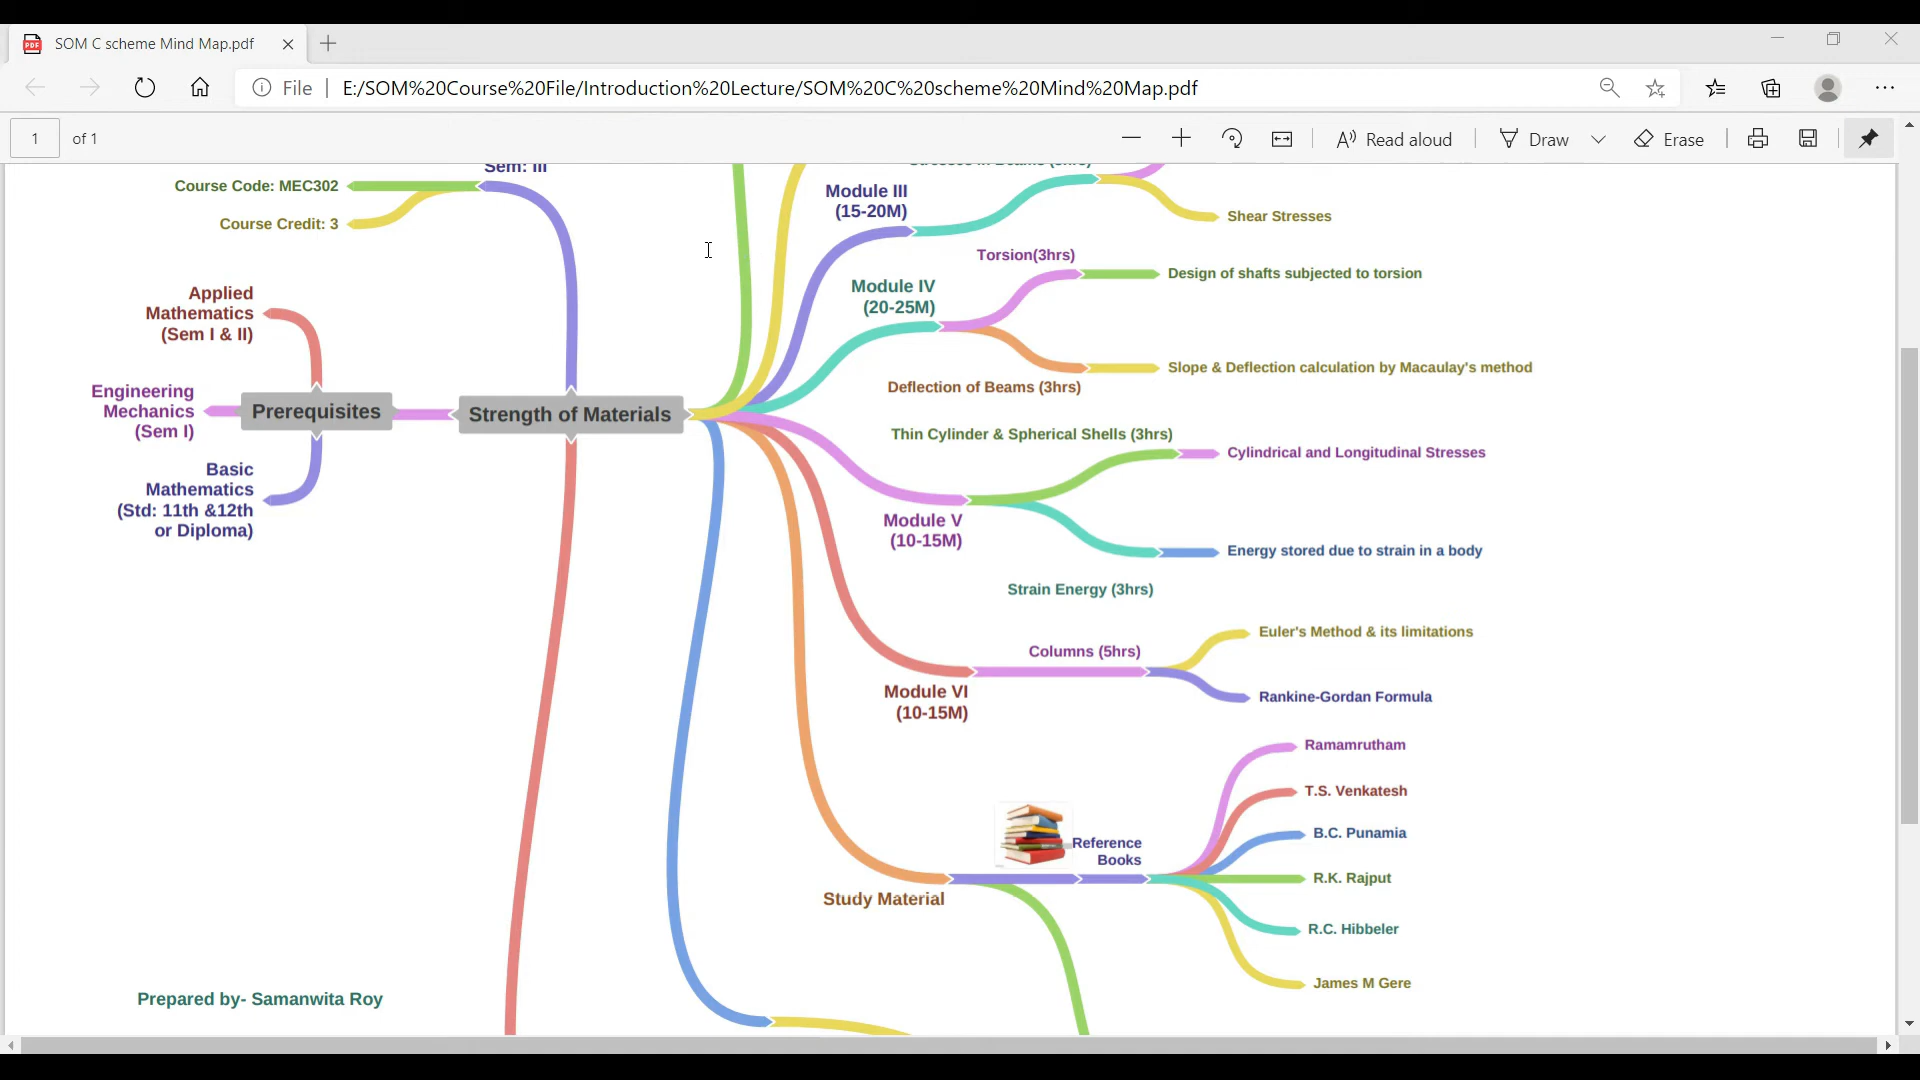 SOM C scheme Mind Map.pdf
File
E:/SOM%20Course%20File/Introduction%20Lecture/SOM%20C%20scheme%20Mind%20Map.pdf
1
of 1
Read aloud
Draw
Erase
Sem: III
Course Code: MEC302
Course Credit: 3
Applied
Mathematics
(Sem I & II)
Engineering
Mechanics
(Sem I)
Prerequisites
Basic
Mathematics
(Std: 11th &12th
or Diploma)
Strength of Materials
Stresses in Beams (5hrs)
Module III
(15-20M)
Shear Stresses
Torsion(3hrs)
Design of shafts subjected to torsion
Module IV
(20-25M)
Slope & Deflection calculation by Macaulay's method
Deflection of Beams (3hrs)
Thin Cylinder & Spherical Shells (3hrs)
Cylindrical and Longitudinal Stresses
Module V
(10-15M)
Energy stored due to strain in a body
Strain Energy (3hrs)
Euler's Method & its limitations
Columns (5hrs)
Module VI
(10-15M)
Rankine-Gordan Formula
Ramamrutham
T.S. Venkatesh
B.C. Punamia
Reference
Books
R.K. Rajput
Study Material
R.C. Hibbeler
James M Gere
Prepared by- Samanwita Roy
PDF